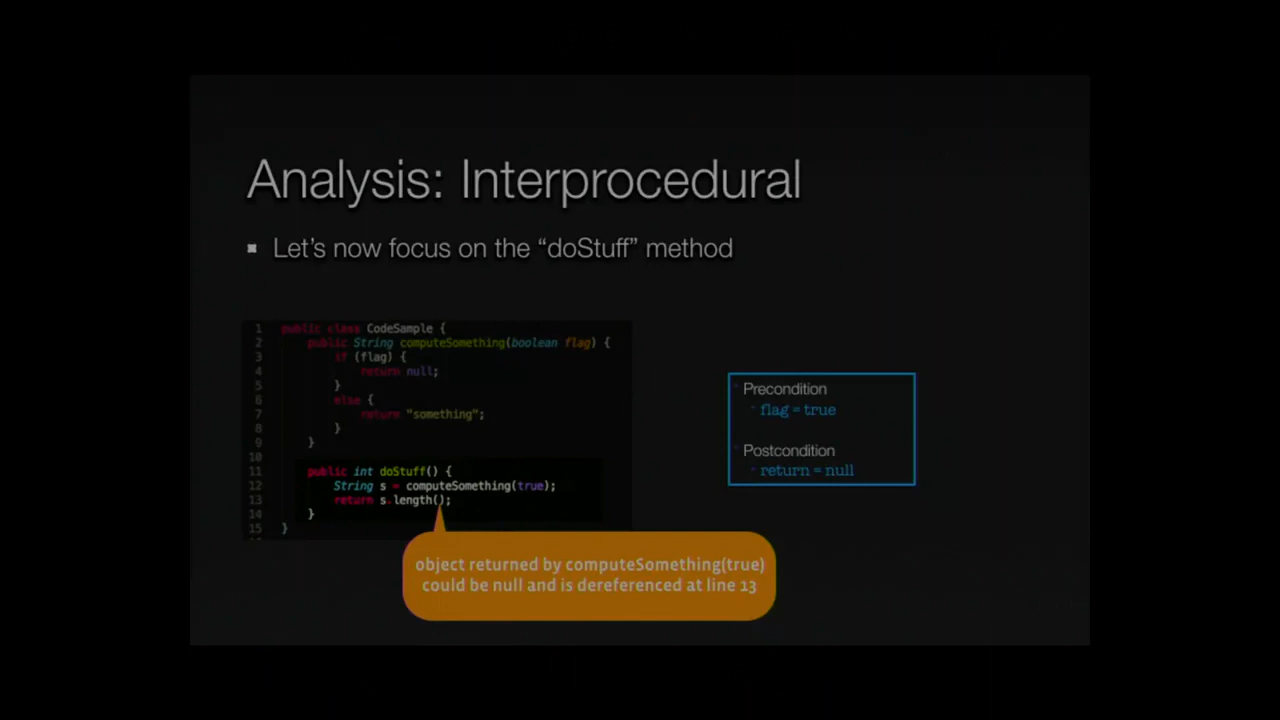 Analysis: Interprocedural
Let's now focus on the “doStuff” method
1 public class CodeSample {
2 public String computeSomething(boolean flag) {
3 if (flag) {
4 return null;
5 }
6 else {
7 return "something";
8 }
9 }
10
11 public int doStuff() {
12 String s = computeSomething(true);
13 return s.length();
14 }
15 }
Precondition
flag = true
Postcondition
return = null
object returned by computeSomething(true)
could be null and is dereferenced at line 13